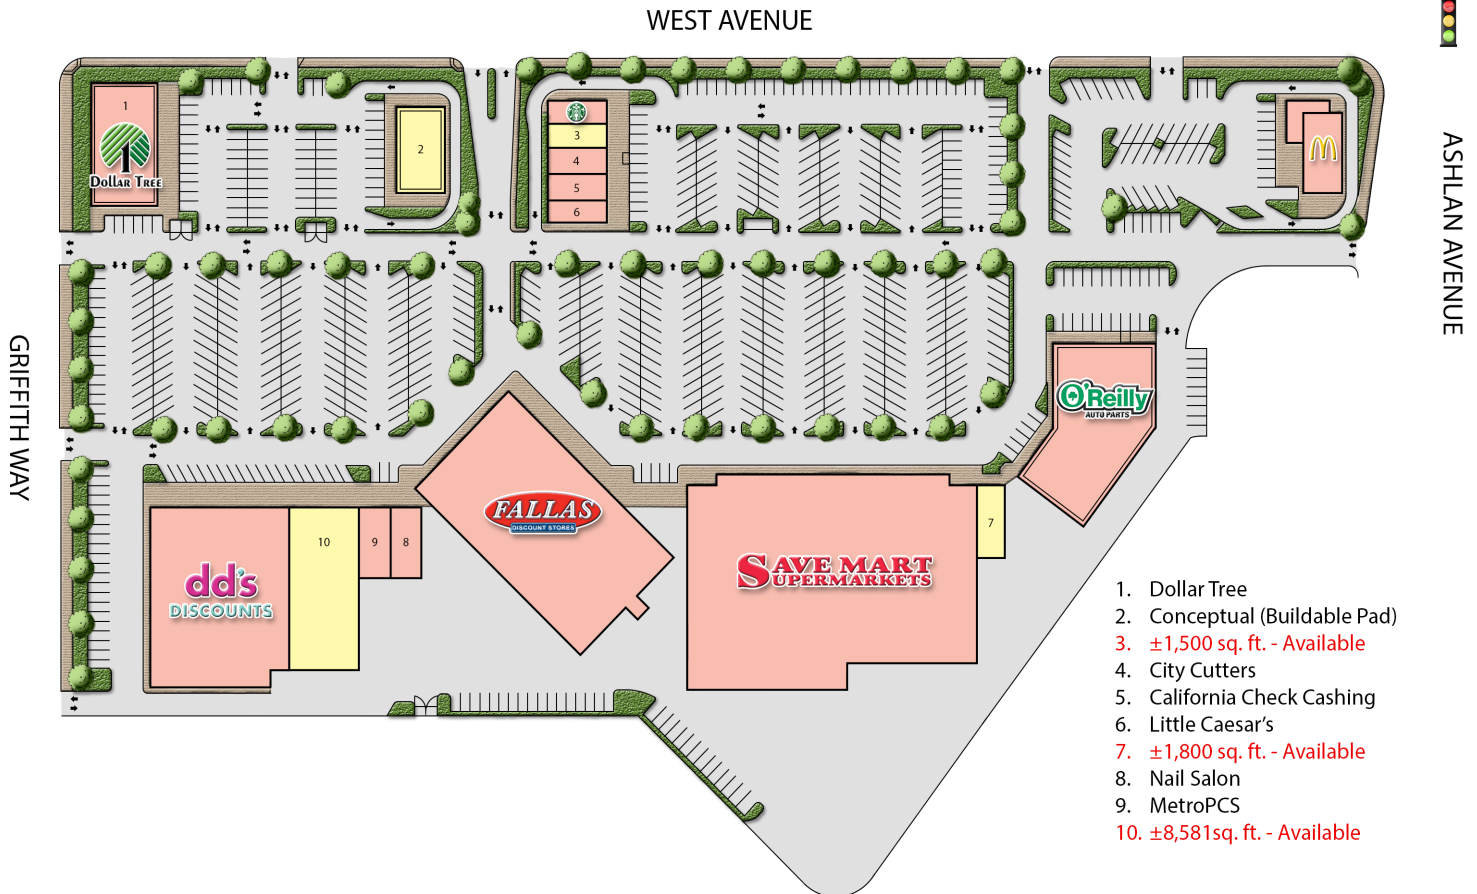 WEST AVENUE
ASHLAN AVENUE
GRIFFITH WAY
1
DOLLAR TREE
2
3
4
5
6
M
O'Reilly
AUTO PARTS
FALLAS
DISCOUNT STORES
SAVE MART
SUPERMARKETS
7
dd's
DISCOUNTS
10
9
8
1. Dollar Tree
2. Conceptual (Buildable Pad)
3. ±1,500 sq. ft. - Available
4. City Cutters
5. California Check Cashing
6. Little Caesar's
7. ±1,800 sq. ft. - Available
8. Nail Salon
9. MetroPCS
10. ±8,581sq. ft. - Available